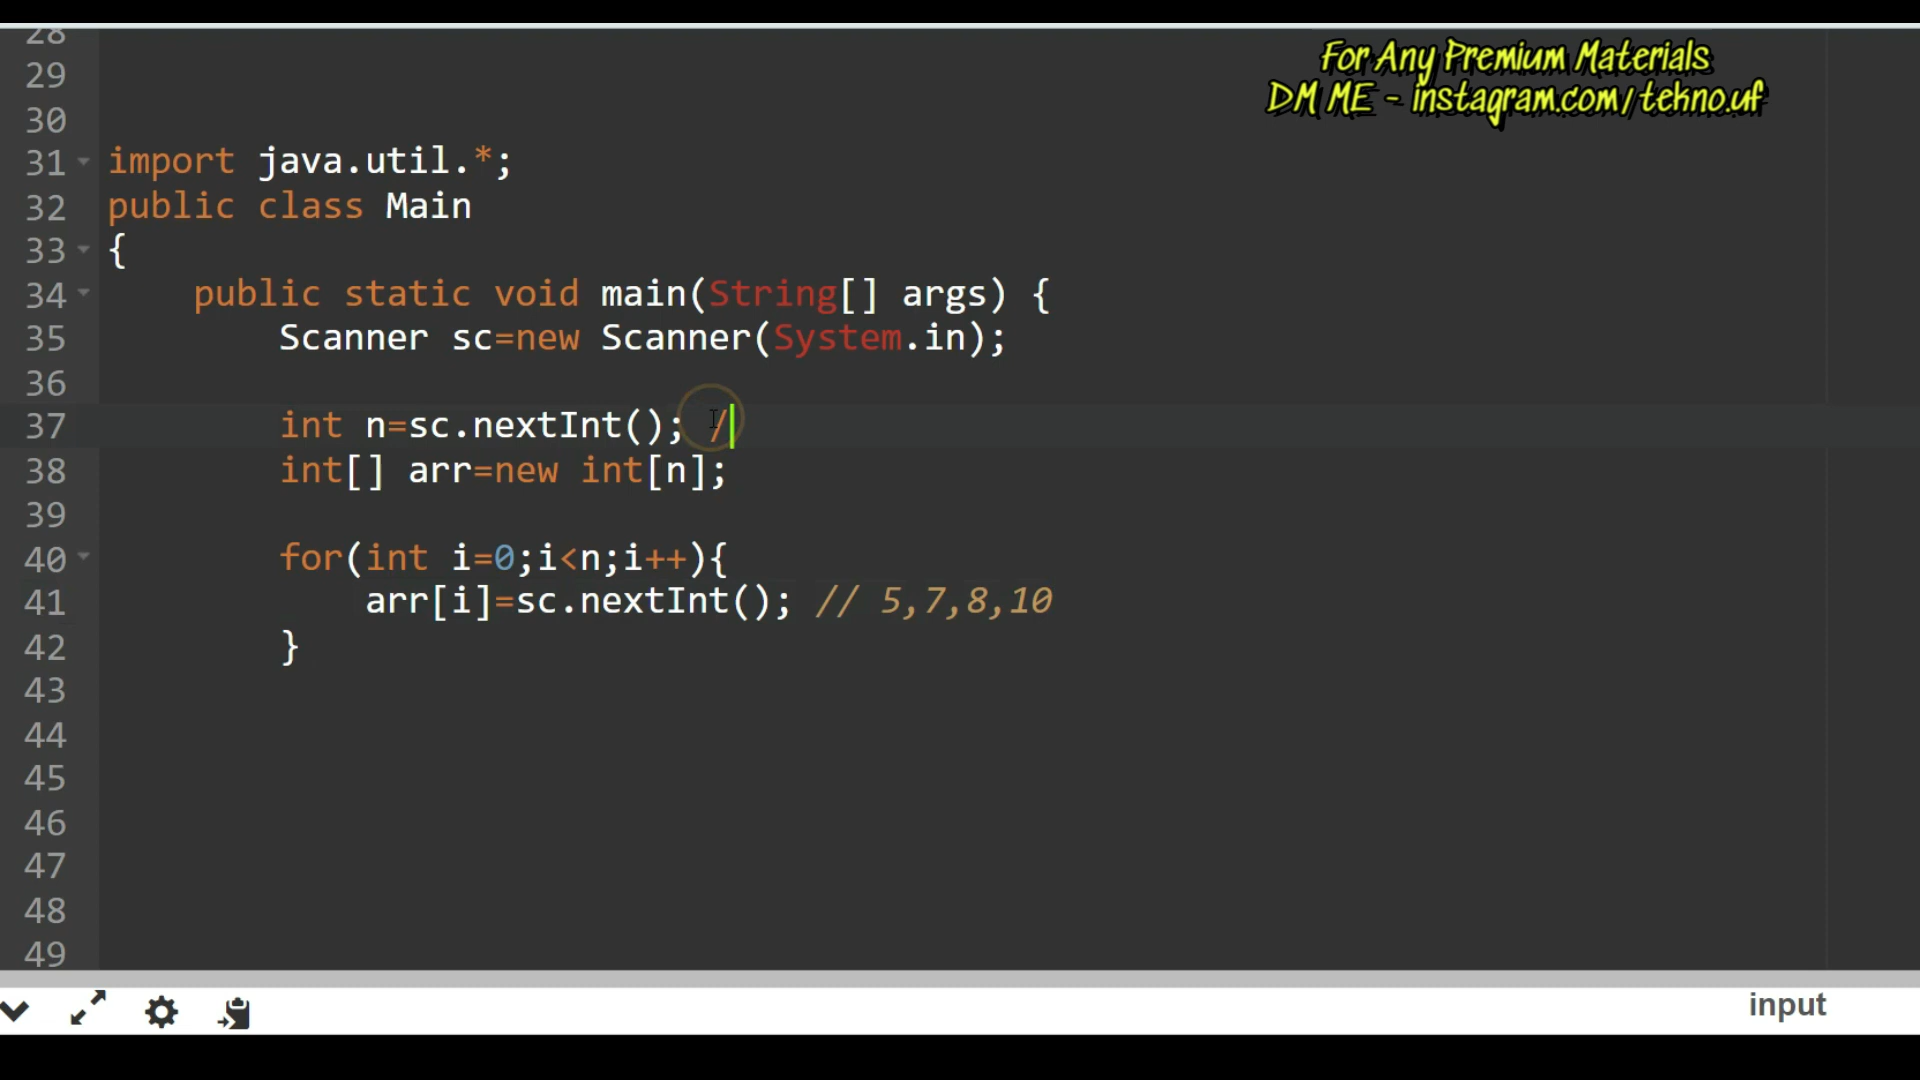 28
For Any Premium Materials
29
DM ME - instagram.com/tekno.uf
30
31 import java.util.*;
32 public class Main
33 {
34 public static void main(String[] args) {
35 Scanner sc=new Scanner(System.in);
36
37 int n=sc.nextInt(); /
38 int[] arr=new int[n];
39
40 for(int i=0;i<n;i++){
41 arr[i]=sc.nextInt(); // 5,7,8,10
42 }
43
44
45
46
47
48
49
input